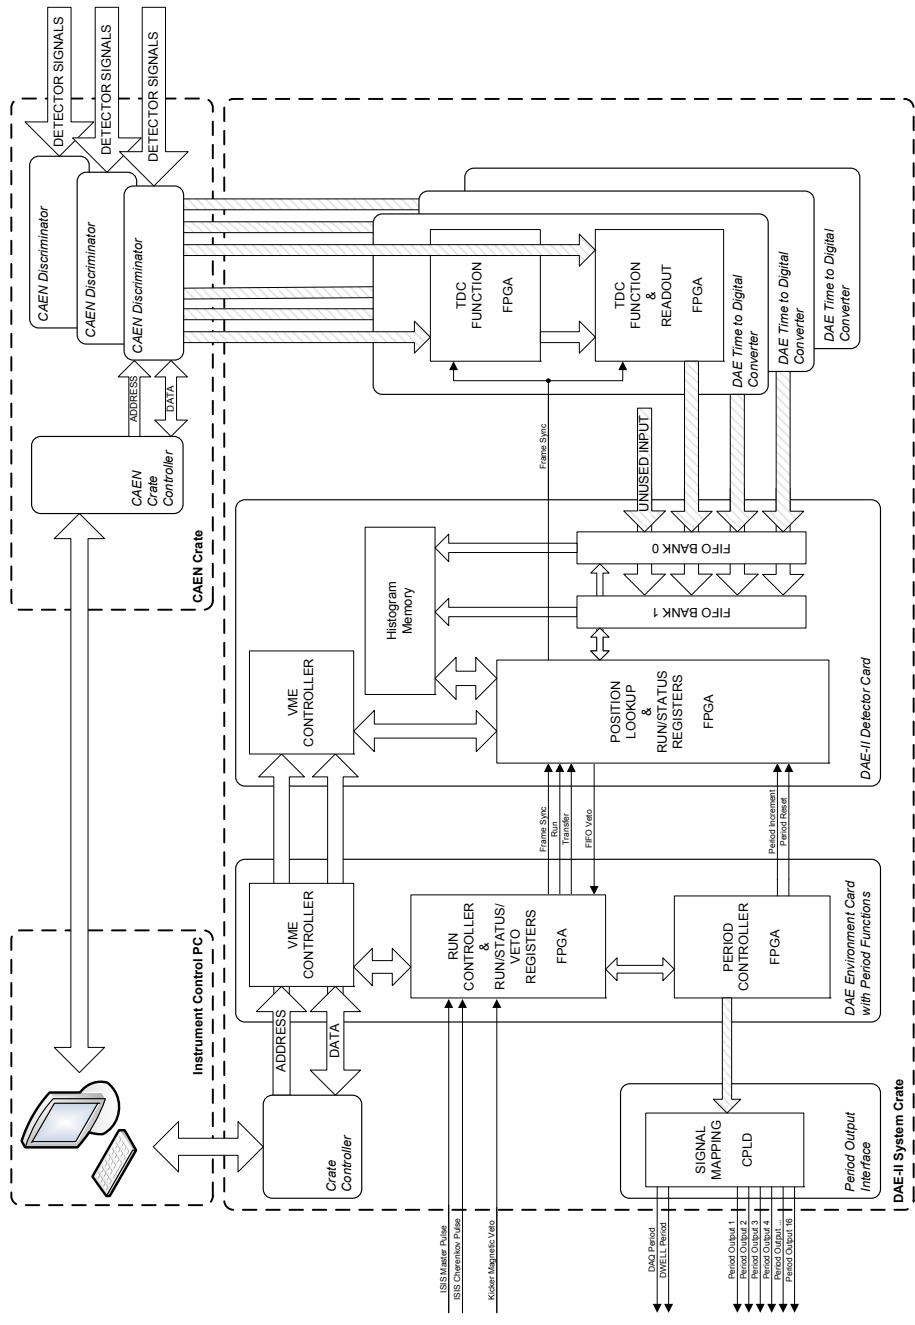 DETECTOR SIGNALS
DETECTOR SIGNALS
DETECTOR SIGNALS
CAEN Discriminator
CAEN Discriminator
CAEN Discriminator
ADDRESS
DATA
CAEN
Crate
Controller
CAEN Crate
Instrument Control PC
TDC
FUNCTION
FPGA
TDC
FUNCTION
&
READOUT
FPGA
DAE Time to Digital
Converter
DAE Time to Digital
Converter
DAE Time to Digital
Converter
Frame Sync
UNUSED INPUT
FIFO BANK 0
FIFO BANK 1
Histogram
Memory
VME
CONTROLLER
POSITION
LOOKUP
&
RUN/STATUS
REGISTERS
FPGA
DAE-II Detector Card
Frame Sync
Run
Transfer
FIFO Veto
Period Increment
Period Reset
VME
CONTROLLER
RUN
CONTROLLER
&
RUN/STATUS/
VETO
REGISTERS
FPGA
PERIOD
CONTROLLER
FPGA
DAE Environment Card
with Period Functions
ADDRESS
DATA
Crate
Controller
SIGNAL
MAPPING
CPLD
Period Output
Interface
DAE-II System Crate
ISIS Master Pulse
ISIS Cherenkov Pulse
Kicker Magnetic Veto
DAQ Period
DWELL Period
Period Output 1
Period Output 2
Period Output 3
Period Output 4
Period Output ...
Period Output 16